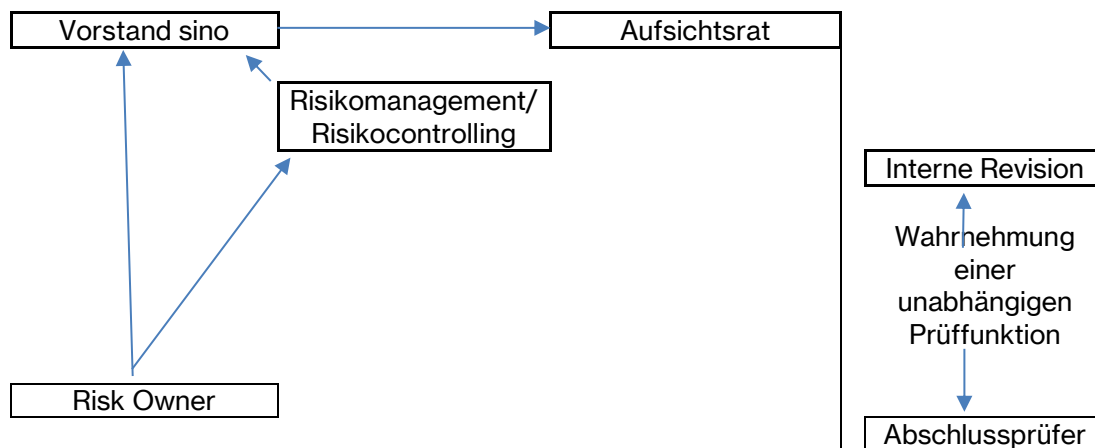 Vorstand sino
Aufsichtsrat
Risikomanagement/
Risikocontrolling
Interne Revision
Wahrnehmung
einer
unabhängigen
Prüffunktion
Risk Owner
Abschlussprüfer